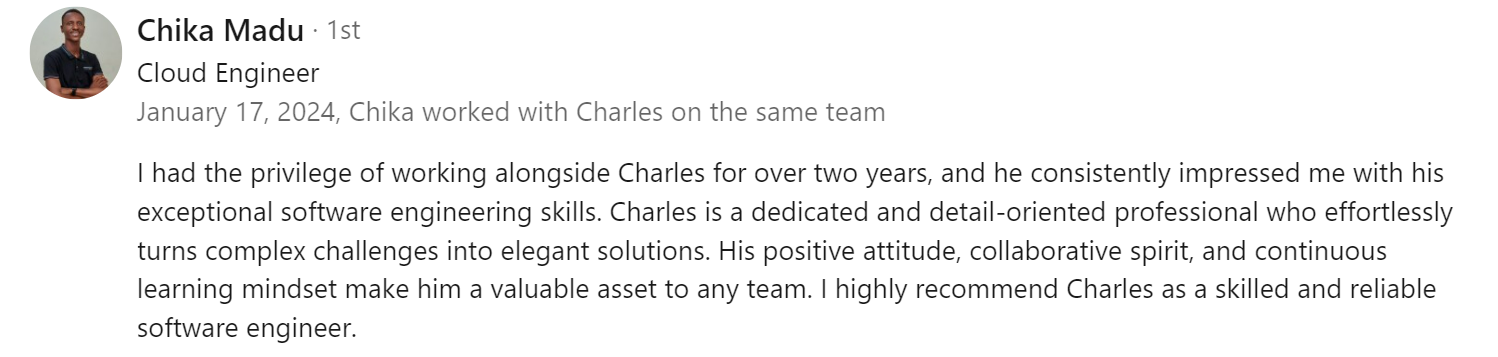 Chika Madu · 1st
Cloud Engineer
January 17, 2024, Chika worked with Charles on the same team
I had the privilege of working alongside Charles for over two years, and he consistently impressed me with his
exceptional software engineering skills. Charles is a dedicated and detail-oriented professional who effortlessly
turns complex challenges into elegant solutions. His positive attitude, collaborative spirit, and continuous
learning mindset make him a valuable asset to any team. I highly recommend Charles as a skilled and reliable
software engineer.